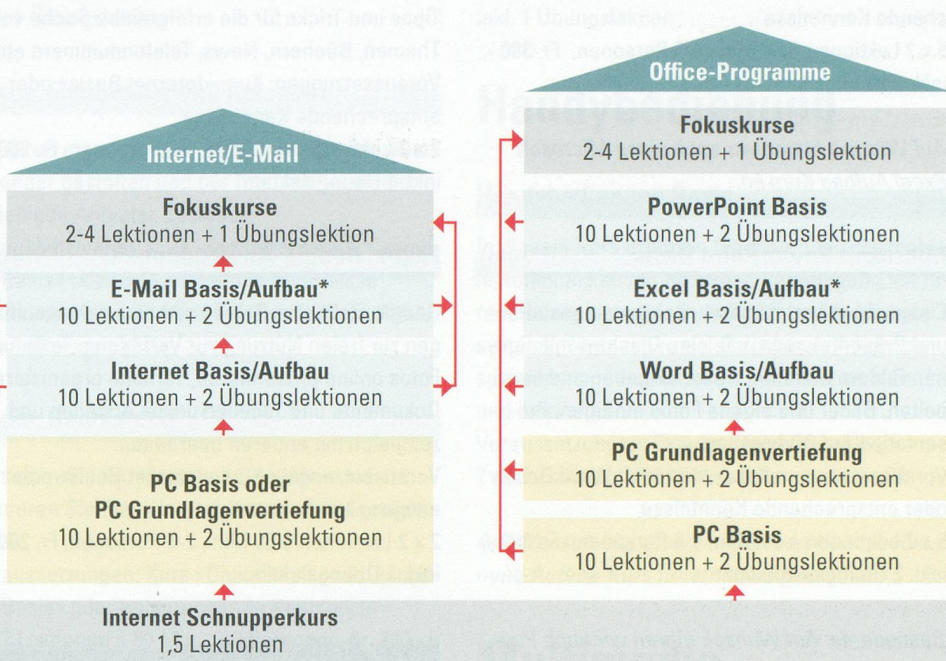 Internet/E-Mail
Fokuskurse
2-4 Lektionen + 1 Übungslektion
E-Mail Basis/Aufbau*
10 Lektionen + 2 Übungslektionen
Internet Basis/Aufbau
10 Lektionen + 2 Übungslektionen
PC Basis oder
PC Grundlagenvertiefung
10 Lektionen + 2 Übungslektionen
Internet Schnupperkurs
1,5 Lektionen
Office-Programme
Fokuskurse
2-4 Lektionen + 1 Übungslektion
PowerPoint Basis
10 Lektionen + 2 Übungslektionen
Excel Basis/Aufbau*
10 Lektionen + 2 Übungslektionen
Word Basis/Aufbau
10 Lektionen + 2 Übungslektionen
PC Grundlagenvertiefung
10 Lektionen + 2 Übungslektionen
PC Basis
10 Lektionen + 2 Übungslektionen